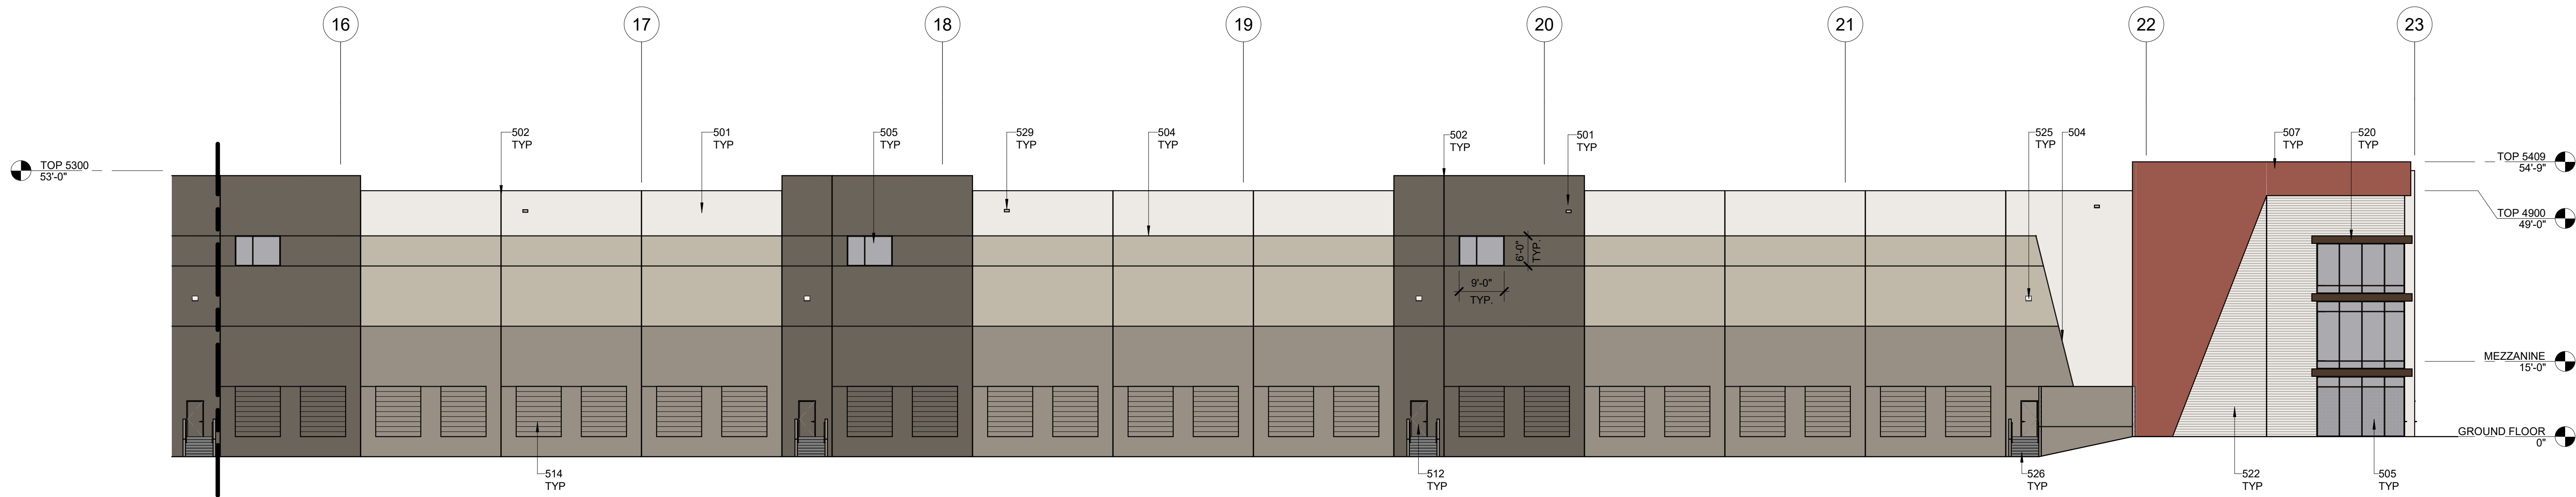 16
17
18
19
20
21
22
23
502
TYP
501
TYP
505
TYP
529
TYP
504
TYP
502
TYP
501
TYP
525
TYP
504
507
TYP
520
TYP
TOP 5300
53'-0"
TOP 5409
54'-9"
TOP 4900
49'-0"
6'-0"
TYP.
9'-0"
TYP.
MEZZANINE
15'-0"
GROUND FLOOR
0"
514
TYP
512
TYP
526
TYP
522
TYP
505
TYP